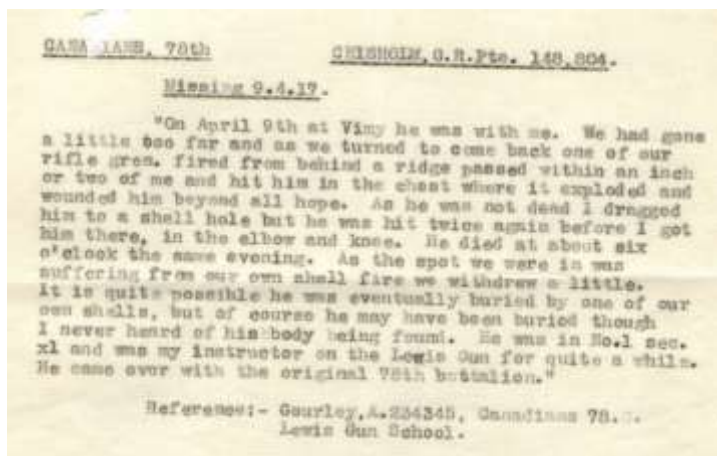 CANADIANS, 78th CHISHOLM, G.R. Pte. 148,804.
Missing 9.4.17.
"On April 9th at Vimy he was with me. We had gone
a little too far and as we turned to come back one of our
rifle gren. fired from behind a ridge passed within an inch
or two of me and hit him in the chest where it exploded and
wounded him beyond all hope. As he was not dead I dragged
him to a shell hole but he was hit twice again before I got
him there, in the elbow and knee. He died at about six
o'clock the same evening. As the spot we were in was
suffering from our own shell fire we withdrew a little.
It is quite possible he was eventually buried by one of our
own shells, but of course he may have been buried though
I never heard of his body being found. He was in No.1 sec.
xl and was my instructor on the Lewis Gun for quite a while.
He came over with the original 78th battalion."
Reference:- Gourley, A. 234345, Canadians 78.
Lewis Gun School.